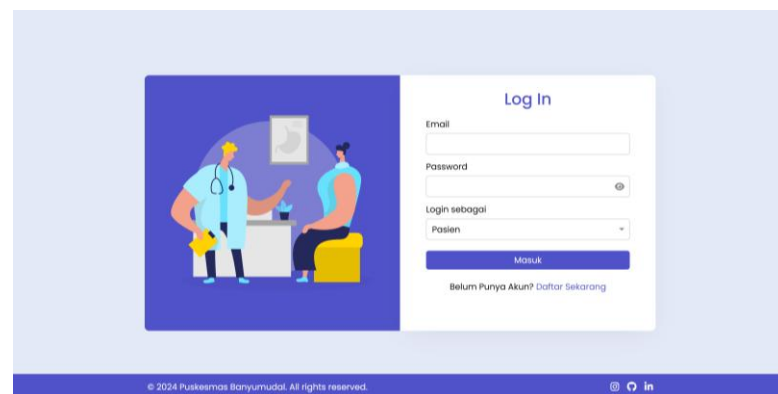 Log In
Email
Password
Login sebagai
Pasien
Masuk
Belum Punya Akun? Daftar Sekarang
© 2024 Puskesmas Banyumudal. All rights reserved.
in